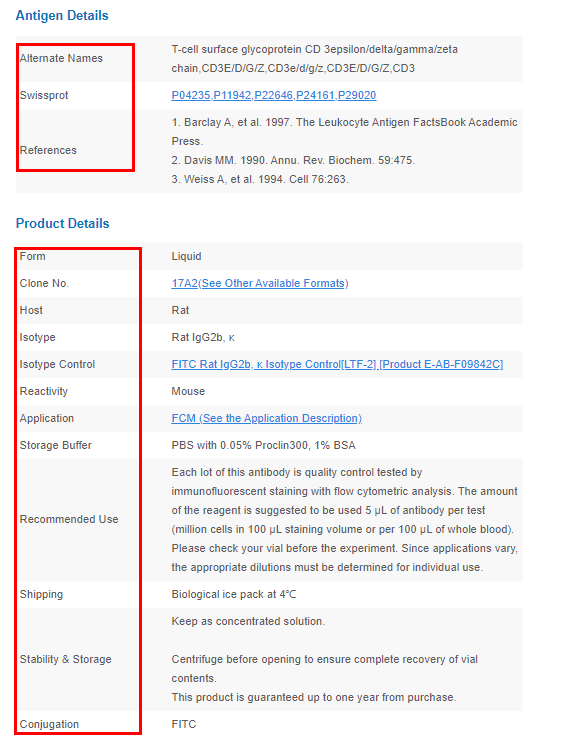 Antigen Details
Alternate Names
T-cell surface glycoprotein CD 3epsilon/delta/gamma/zeta
chain,CD3E/D/G/Z,CD3e/d/g/z,CD3E/D/G/Z,CD3
Swissprot
P04235,P11942,P22646,P24161,P29020
References
1. Barclay A, et al. 1997. The Leukocyte Antigen FactsBook Academic
Press.
2. Davis MM. 1990. Annu. Rev. Biochem. 59:475.
3. Weiss A, et al. 1994. Cell 76:263.
Product Details
Form
Liquid
Clone No.
17A2(See Other Available Formats)
Host
Rat
Isotype
Rat IgG2b, κ
Isotype Control
FITC Rat IgG2b, κ Isotype Control[LTF-2] [Product E-AB-F09842C]
Reactivity
Mouse
Application
FCM (See the Application Description)
Storage Buffer
PBS with 0.05% Proclin300, 1% BSA
Recommended Use
Each lot of this antibody is quality control tested by
immunofluorescent staining with flow cytometric analysis. The amount
of the reagent is suggested to be used 5 µL of antibody per test
(million cells in 100 µL staining volume or per 100 µL of whole blood).
Please check your vial before the experiment. Since applications vary,
the appropriate dilutions must be determined for individual use.
Shipping
Biological ice pack at 4℃
Stability & Storage
Keep as concentrated solution.
Centrifuge before opening to ensure complete recovery of vial
contents.
This product is guaranteed up to one year from purchase.
Conjugation
FITC